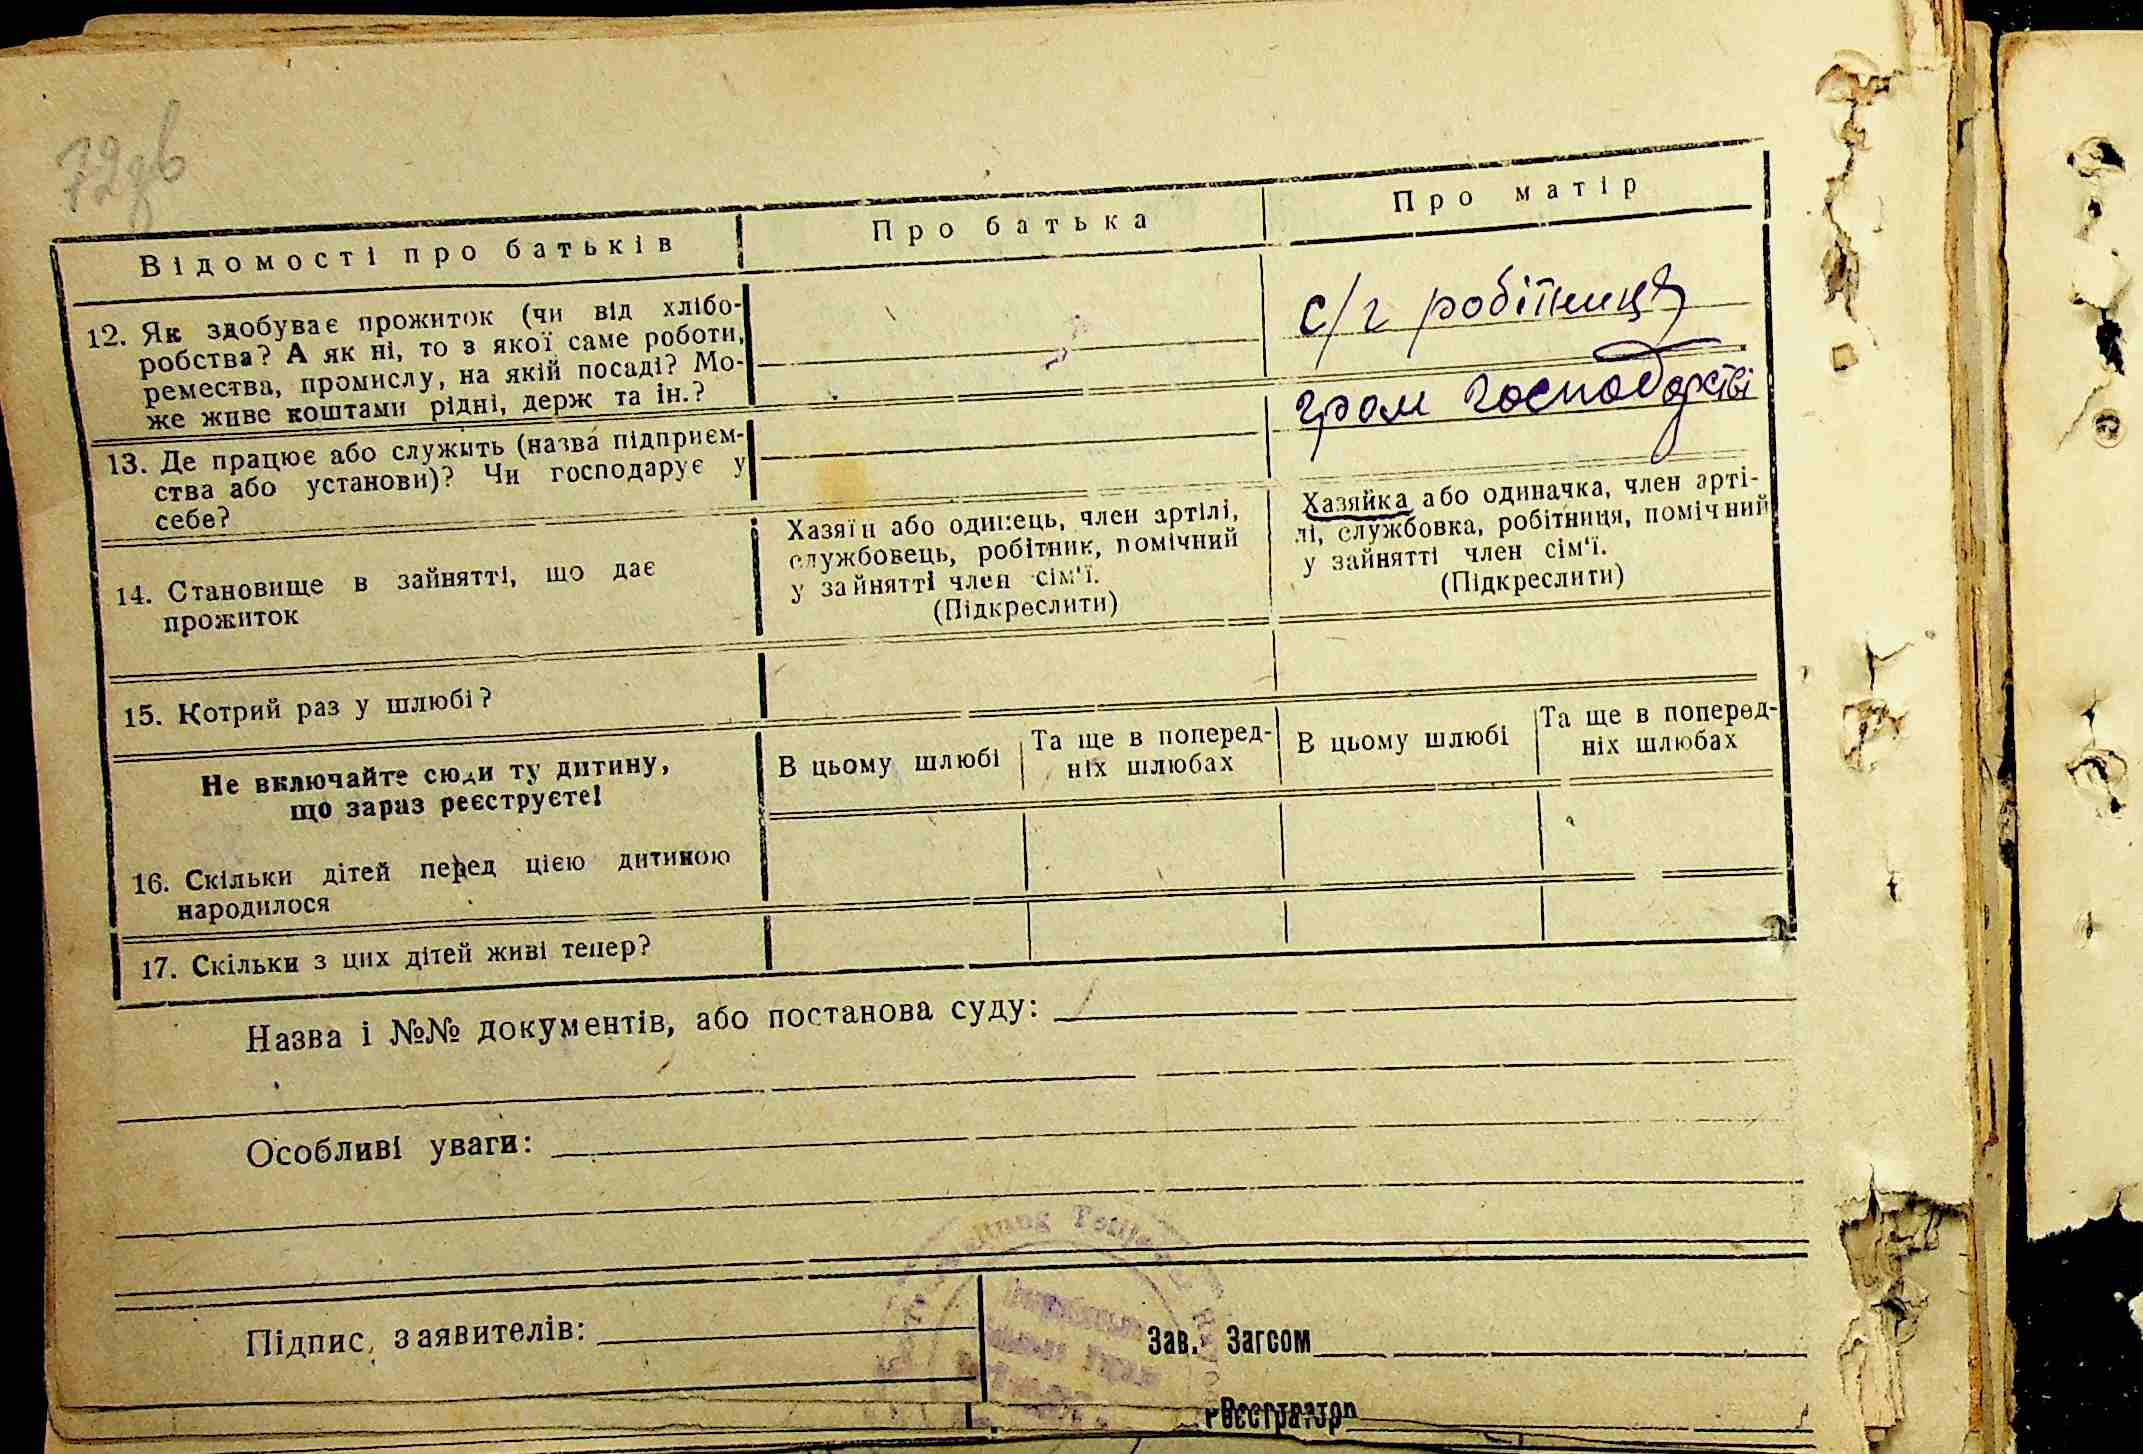 72зв
Відомості про батьків
Про батька
Про матір
12. Як здобуває прожиток (чи від хлібо-
робства? А як ні, то з якої саме роботи,
ремества, промислу, на якій посаді? Мо-
же живе коштами рідні, держ та ін.?
с/г робітниця
13. Де працює або служить (назва підприєм-
ства або установи)? Чи господарує у
себе?
гром господарстві
14. Становище в зайнятті, що дає
прожиток
Хазяїн або одинець, член артілі,
службовець, робітник, помічний
у зайнятті член сім'ї.
(Підкреслити)
Хазяйка або одиначка, член арті-
лі, службовка, робітниця, помічний
у зайнятті член сім'ї.
(Підкреслити)
15. Котрий раз у шлюбі?
Не включайте сюди ту дитину,
що зараз реєструєте!
В цьому шлюбі
Та ще в поперед-
ніх шлюбах
В цьому шлюбі
Та ще в поперед-
ніх шлюбах
16. Скільки дітей перед цією дитиною
народилося
17. Скільки з цих дітей живі тепер?
Назва і №№ документів, або постанова суду:
Особливі уваги:
Підпис заявителів:
Зав. Загсом
Реєстратор